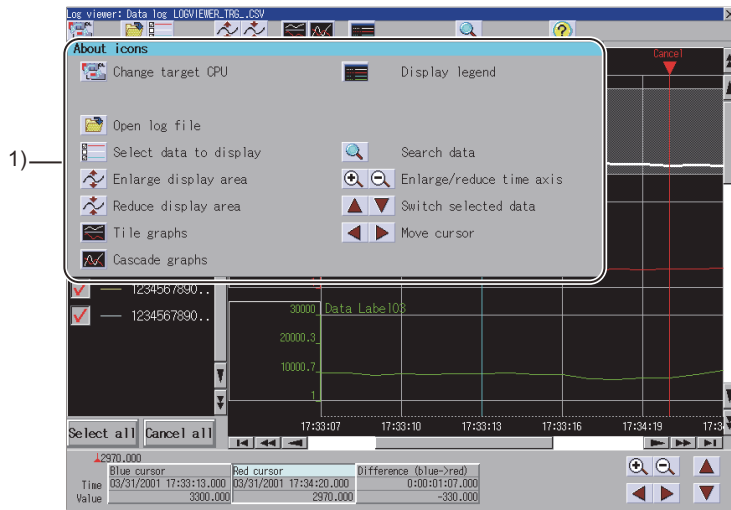 Log viewer: Data log LOGVIEWER_TRG_.CSV
About icons
Change target CPU
Display legend
Open log file
Select data to display
Search data
Enlarge display area
Enlarge/reduce time axis
Reduce display area
Switch selected data
Tile graphs
Move cursor
Cascade graphs
1)
Cancel
1234567890..
1234567890..
30000
Data Label03
20000.3
10000.7
1
17:33:07 17:33:10 17:33:13 17:33:16 17:34:19 17:3
Select all Cancel all
2970.000
Blue cursor Red cursor Difference (blue->red)
Time 03/31/2001 17:33:13.000 03/31/2001 17:34:20.000 0:00:01:07.000
Value 3300.000 2970.000 -330.000